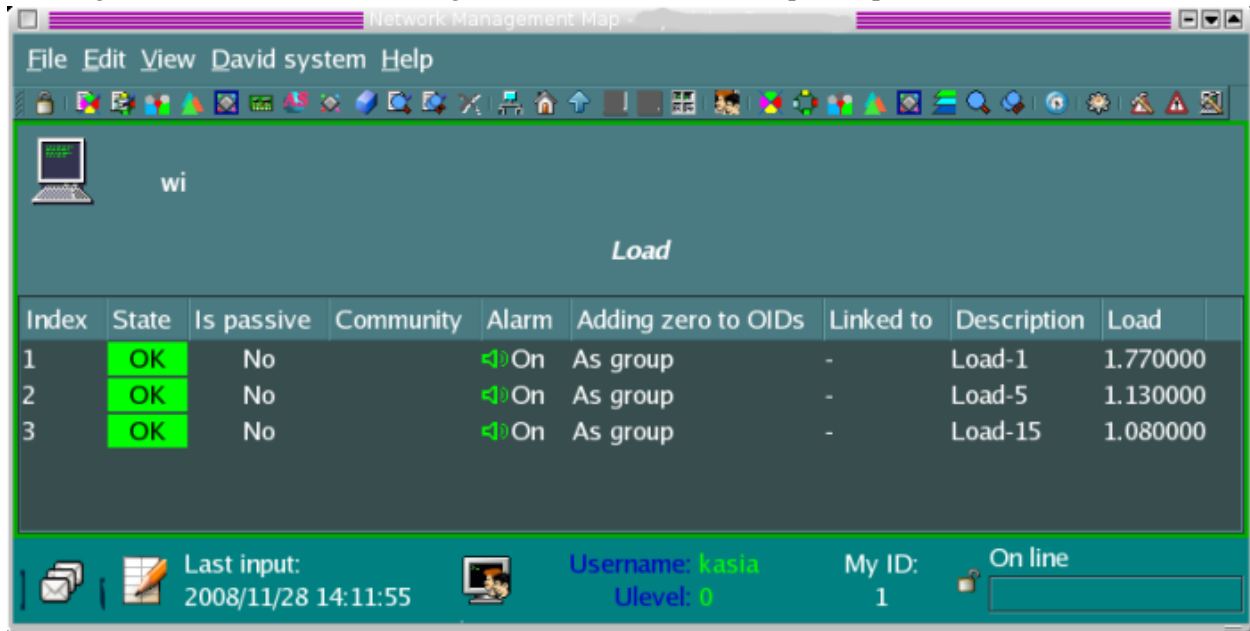 Network Management Map -
File Edit View David system Help
wi
Load
Index State Is passive Community Alarm Adding zero to OIDs Linked to Description Load
1 OK No On As group - Load-1 1.770000
2 OK No On As group - Load-5 1.130000
3 OK No On As group - Load-15 1.080000
Last input:
2008/11/28 14:11:55
Username: kasia
Ulevel: 0
My ID:
1
On line